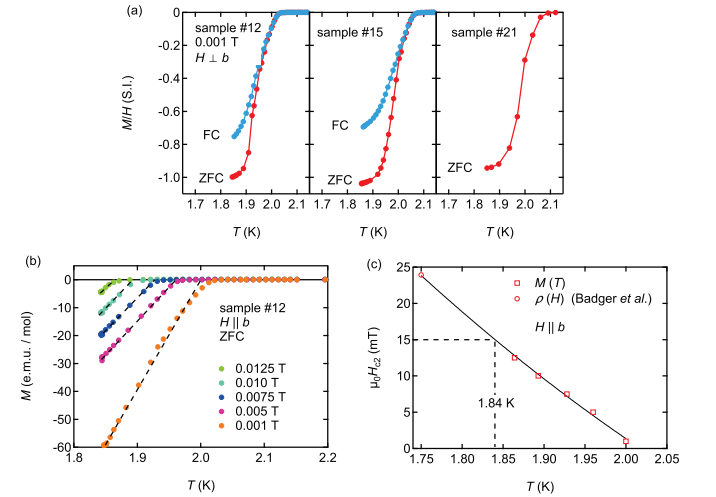 (a)
0
-0.2
-0.4
-0.6
-0.8
-1.0
M/H (S.I.)
sample #12
0.001 T
H ⊥ b
FC
ZFC
sample #15
FC
ZFC
sample #21
ZFC
1.7 1.8 1.9 2.0 2.1
1.7 1.8 1.9 2.0 2.1
1.7 1.8 1.9 2.0 2.1
T (K) T (K) T (K)
(b)
0
-10
-20
-30
-40
-50
-60
M (e.m.u. / mol)
sample #12
H || b
ZFC
0.0125 T
0.010 T
0.0075 T
0.005 T
0.001 T
1.8 1.9 2.0 2.1 2.2
T (K)
(c)
25
20
15
10
5
0
μ0Hc2 (mT)
M (T)
ρ (H) (Badger et al.)
H || b
1.84 K
1.75 1.80 1.85 1.90 1.95 2.00 2.05
T (K)